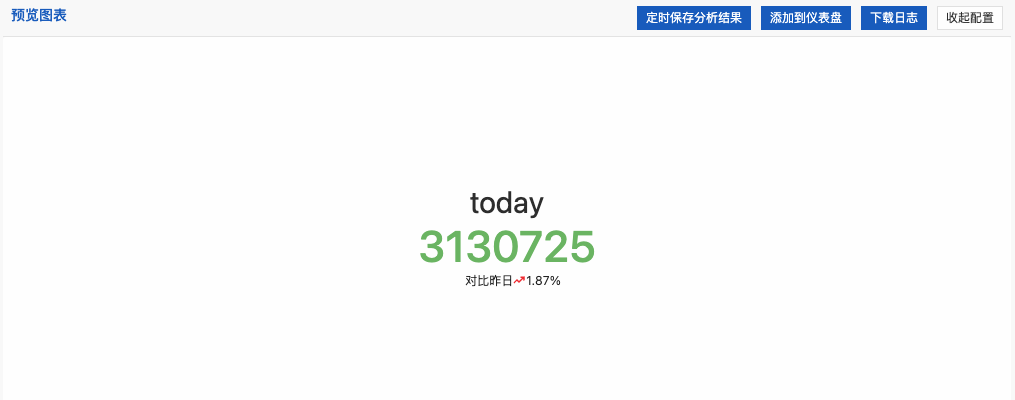 预览图表
定时保存分析结果 添加到仪表盘 下载日志 收起配置
today
3130725
对比昨日1.87%